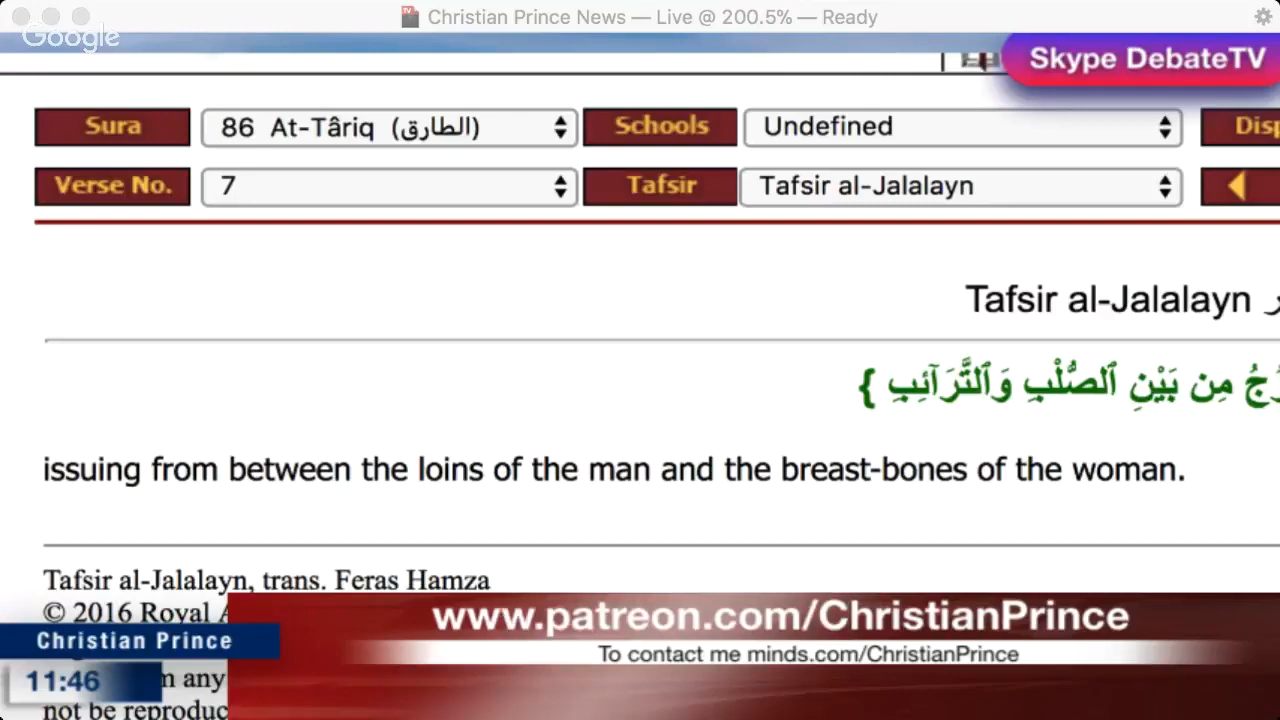 Christian Prince News — Live @ 200.5% — Ready
Google
Skype DebateTV
Sura 86 At-Târiq (الطارق) Schools Undefined
Verse No. 7 Tafsir Tafsir al-Jalalayn
Tafsir al-Jalalayn
مِن بَيْنِ ٱلصُّلْبِ وَٱلتَّرَآئِبِ }
issuing from between the loins of the man and the breast-bones of the woman.
Tafsir al-Jalalayn, trans. Feras Hamza
© 2016 Royal
www.patreon.com/ChristianPrince
Christian Prince
To contact me minds.com/ChristianPrince
11:46
any
not be